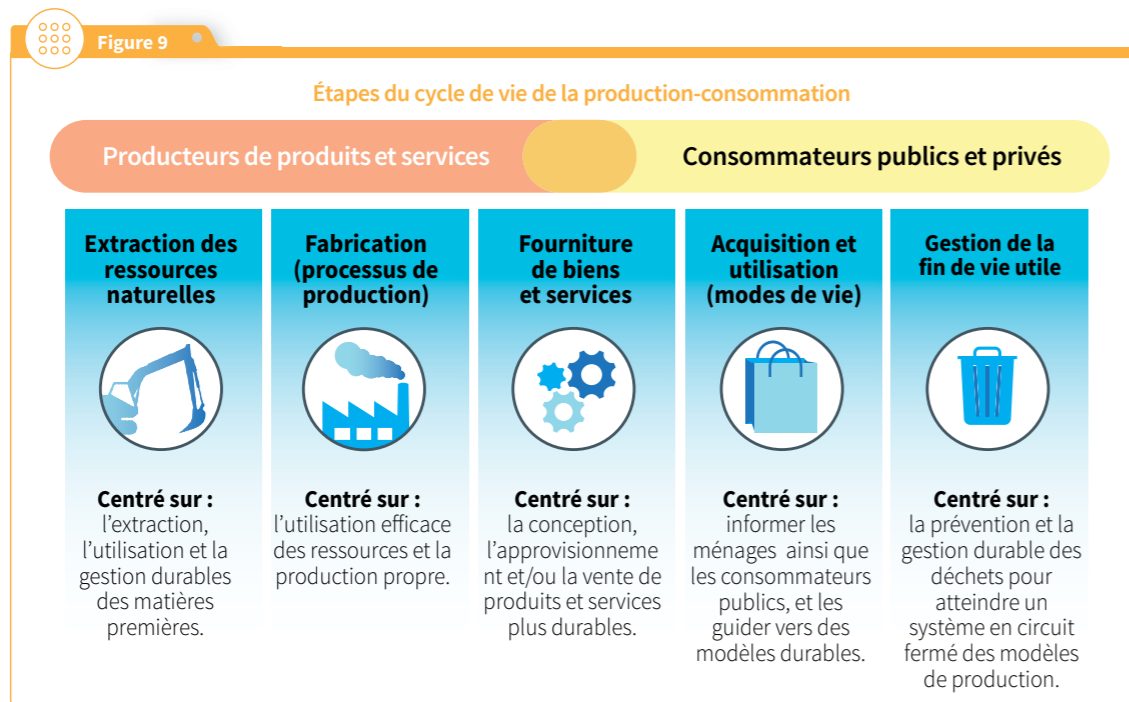 Figure 9
Étapes du cycle de vie de la production-consommation
Producteurs de produits et services
Consommateurs publics et privés
Extraction des
ressources
naturelles
Centré sur :
l'extraction,
l'utilisation et la
gestion durables
des matières
premières.
Fabrication
(processus de
production)
Centré sur :
l'utilisation efficace
des ressources et la
production propre.
Fourniture
de biens
et services
Centré sur :
la conception,
l'approvisionneme
nt et/ou la vente de
produits et services
plus durables.
Acquisition et
utilisation
(modes de vie)
Centré sur :
informer les
ménages ainsi que
les consommateurs
publics, et les
guider vers des
modèles durables.
Gestion de la
fin de vie utile
Centré sur :
la prévention et la
gestion durable des
déchets pour
atteindre un
système en circuit
fermé des modèles
de production.